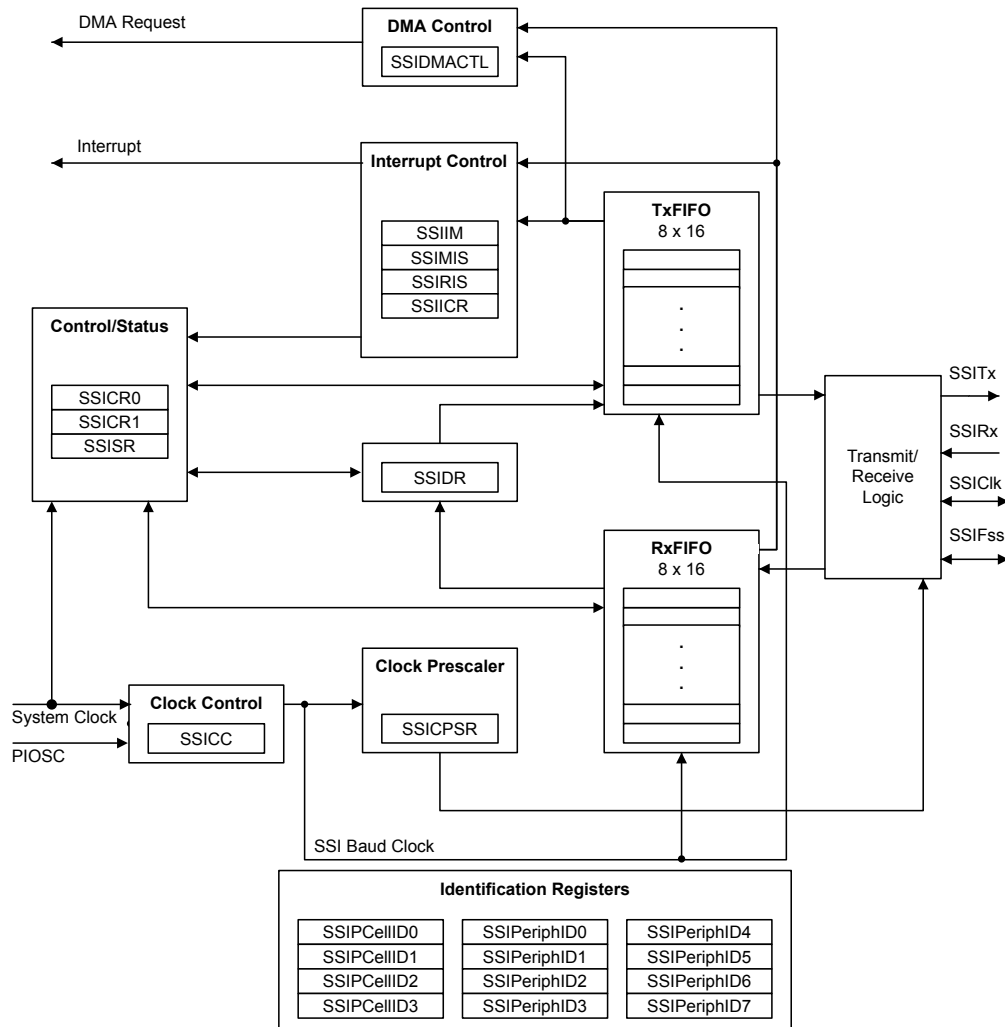 DMA Request
DMA Control
SSIDMACTL
Interrupt
Interrupt Control
SSIIM
SSIMIS
SSIRIS
SSIICR
TxFIFO
8 x 16
.
.
.
Control/Status
SSICR0
SSICR1
SSISR
SSIDR
Transmit/
Receive
Logic
SSITx
SSIRx
SSIClk
SSIFss
RxFIFO
8 x 16
.
.
.
Clock Prescaler
SSICPSR
System Clock
PIOSC
Clock Control
SSICC
SSI Baud Clock
Identification Registers
SSIPCellID0
SSIPCellID1
SSIPCellID2
SSIPCellID3
SSIPeriphID0
SSIPeriphID1
SSIPeriphID2
SSIPeriphID3
SSIPeriphID4
SSIPeriphID5
SSIPeriphID6
SSIPeriphID7